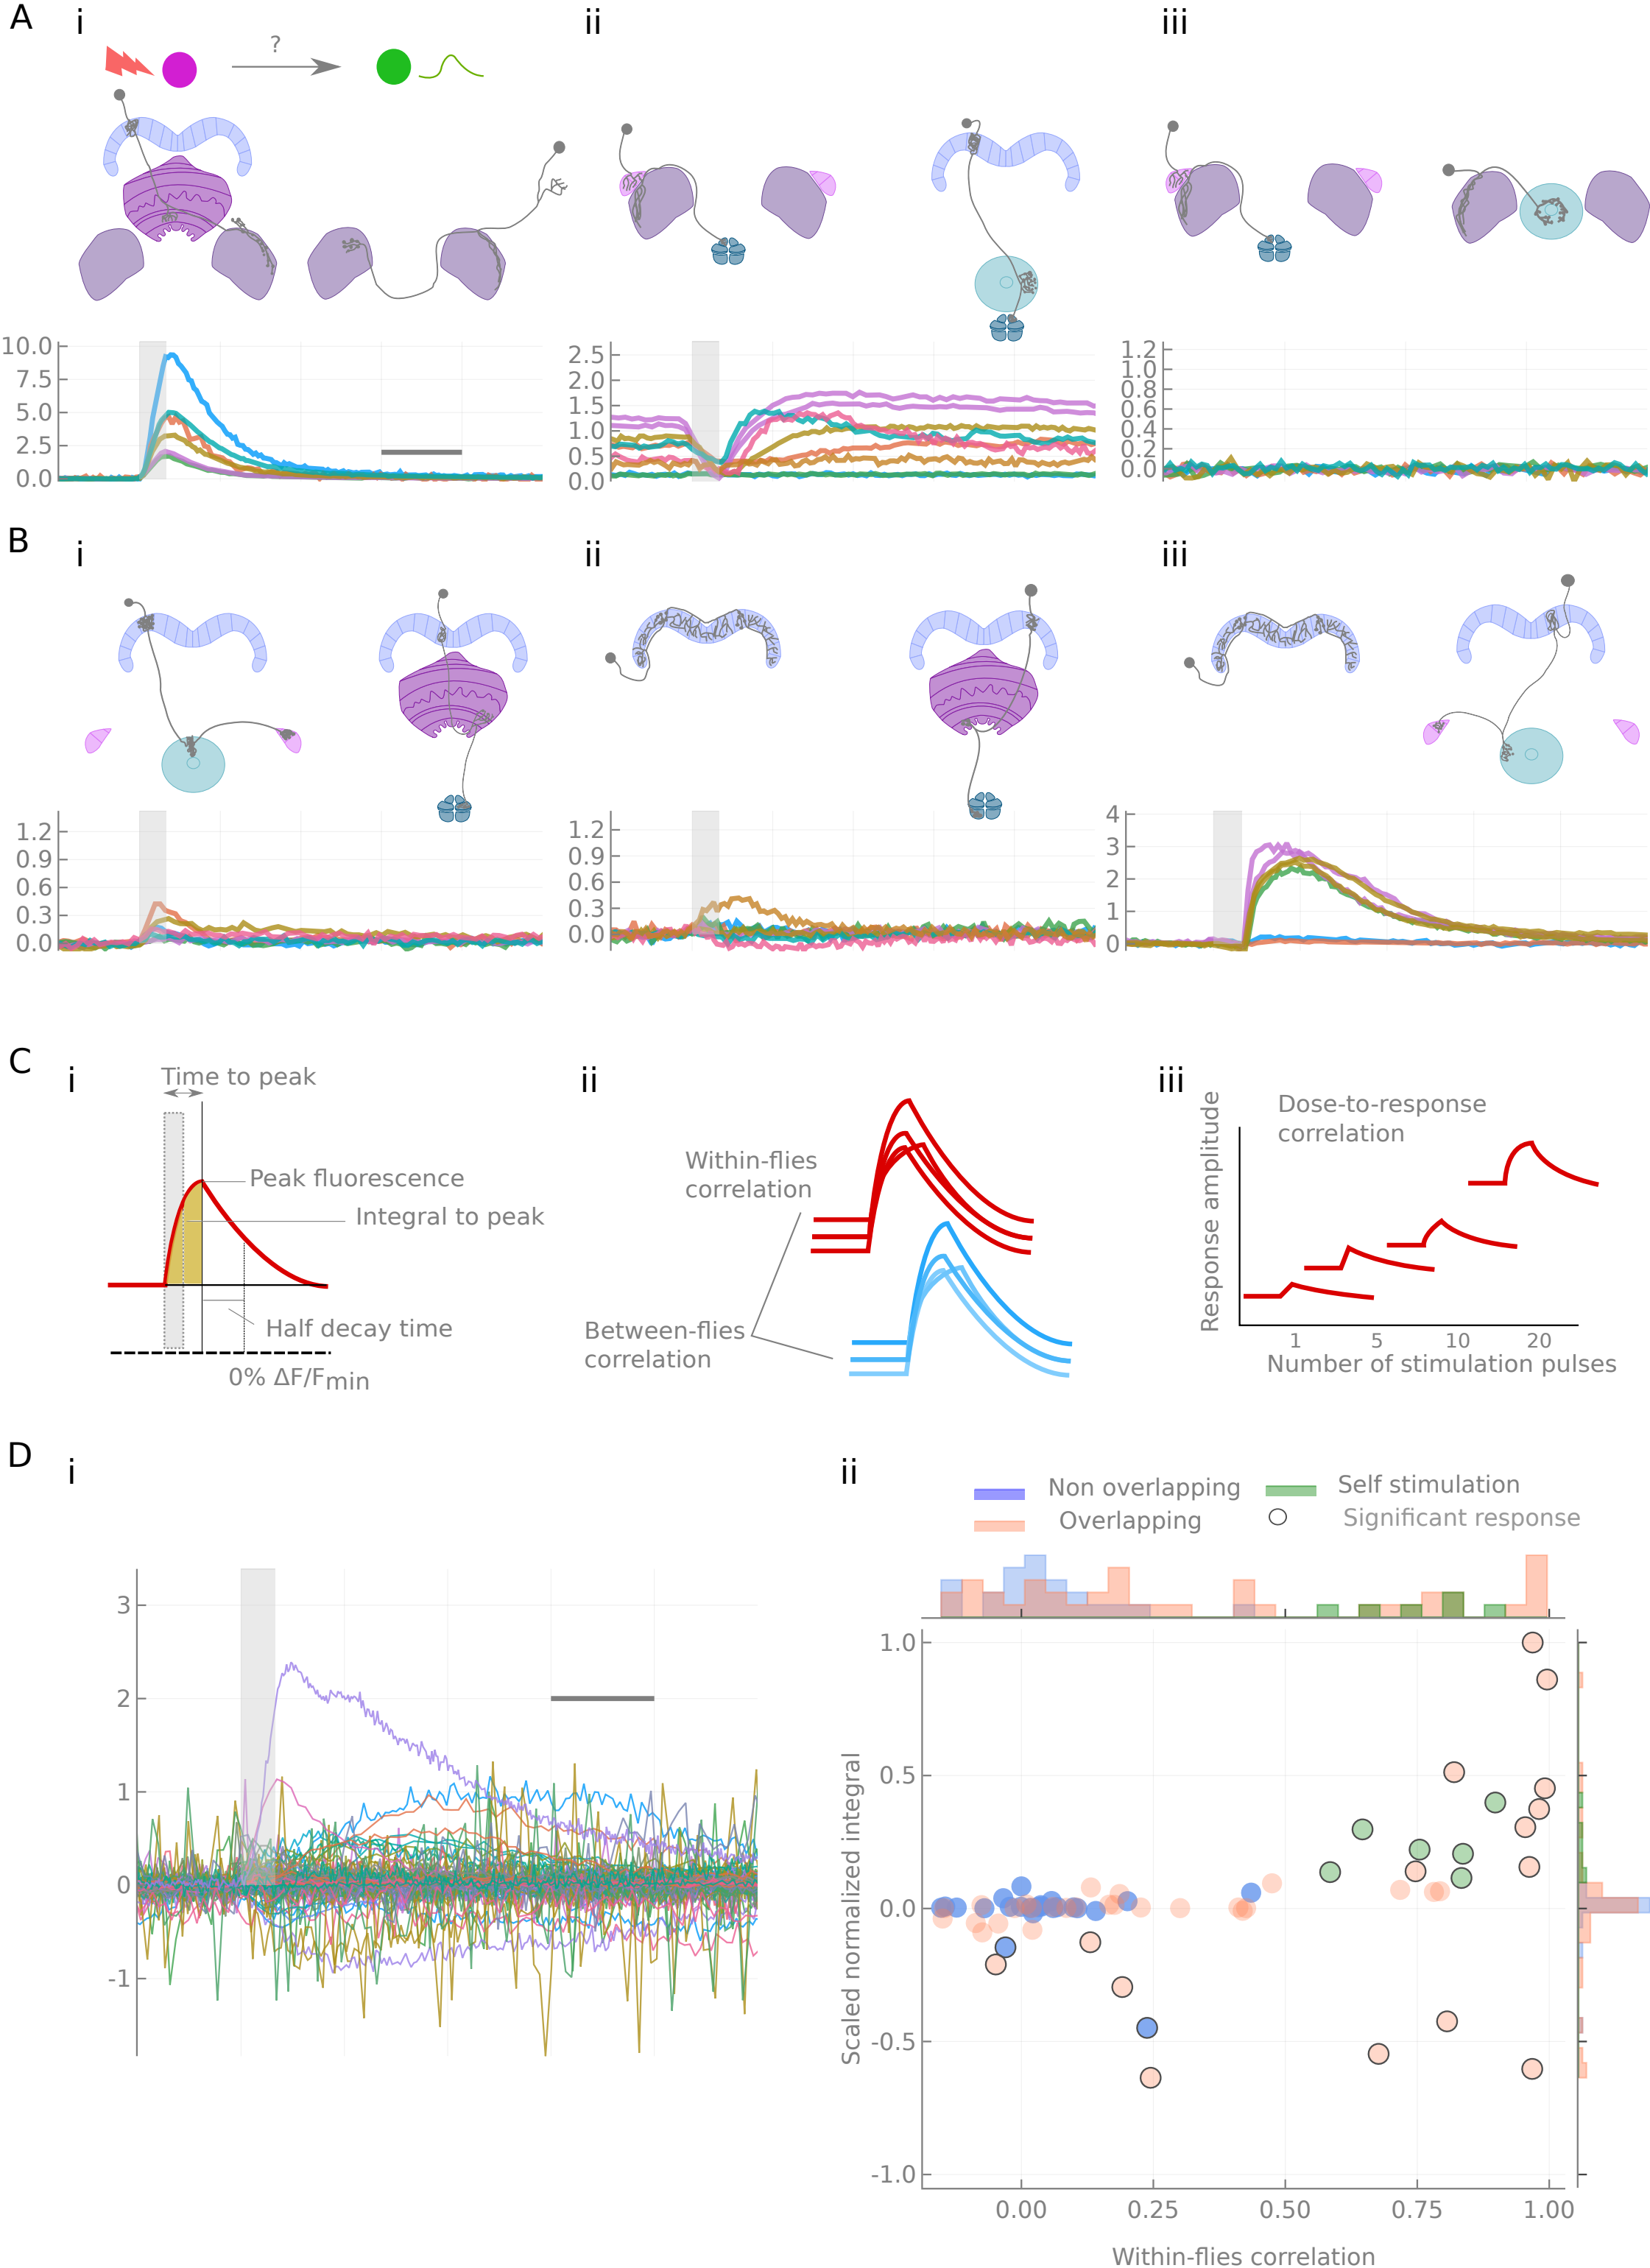 A
i
ii
iii
?
10.0
7.5
5.0
2.5
0.0
2.5
2.0
1.5
1.0
0.5
0.0
1.2
1.0
0.8
0.6
0.4
0.2
0.0
B
i
ii
iii
1.2
0.9
0.6
0.3
0.0
1.2
0.9
0.6
0.3
0.0
4
3
2
1
0
C
i
Time to peak
Peak fluorescence
Integral to peak
Half decay time
0% ΔF/Fmin
ii
Within-flies
correlation
Between-flies
correlation
iii
Dose-to-response
correlation
Response amplitude
1 5 10 20
Number of stimulation pulses
D
i
3
2
1
0
-1
ii
Non overlapping
Self stimulation
Overlapping
Significant response
Scaled normalized integral
1.0
0.5
0.0
-0.5
-1.0
0.00 0.25 0.50 0.75 1.00
Within-flies correlation